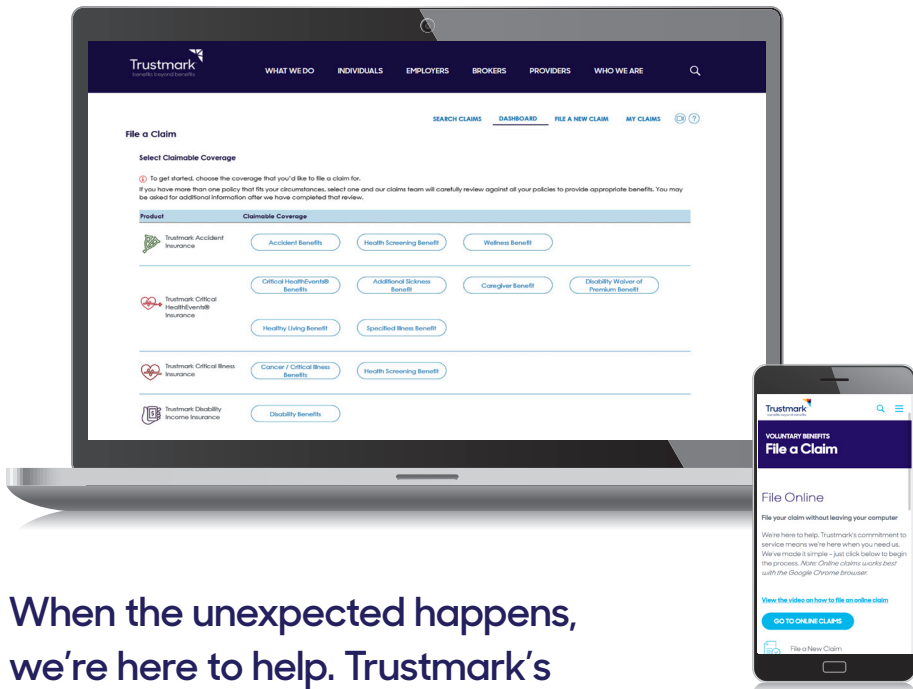 Trustmark
benefits beyond benefits
WHAT WE DO
INDIVIDUALS
EMPLOYERS
BROKERS
PROVIDERS
WHO WE ARE
SEARCH CLAIMS
DASHBOARD
FILE A NEW CLAIM
MY CLAIMS
?
File a Claim
Select Claimable Coverage
To get started, choose the coverage that you'd like to file a claim for.
If you have more than one policy that fits your circumstances, select one and our claims team will carefully review against all your policies to provide appropriate benefits. You may
be asked for additional information after we have completed that review.
Product
Claimable Coverage
Trustmark Accident
Insurance
Accident Benefits
Health Screening Benefit
Wellness Benefit
Trustmark Critical
HealthEvents®
Insurance
Critical HealthEvents®
Benefits
Additional Sickness
Benefit
Caregiver Benefit
Disability Waiver of
Premium Benefit
Healthy Living Benefit
Specified Illness Benefit
Trustmark Critical Illness
Insurance
Cancer / Critical Illness
Benefits
Health Screening Benefit
Trustmark Disability
Income Insurance
Disability Benefits
Trustmark
benefits beyond benefits
VOLUNTARY BENEFITS
File a Claim
File Online
File your claim without leaving your computer
We're here to help. Trustmark's commitment to
service means we're here when you need us.
We've made it simple – just click below to begin
the process. Note: Online claims works best
with the Google Chrome browser.
View the video on how to file an online claim
GO TO ONLINE CLAIMS
File a New Claim
When the unexpected happens,
we're here to help. Trustmark's